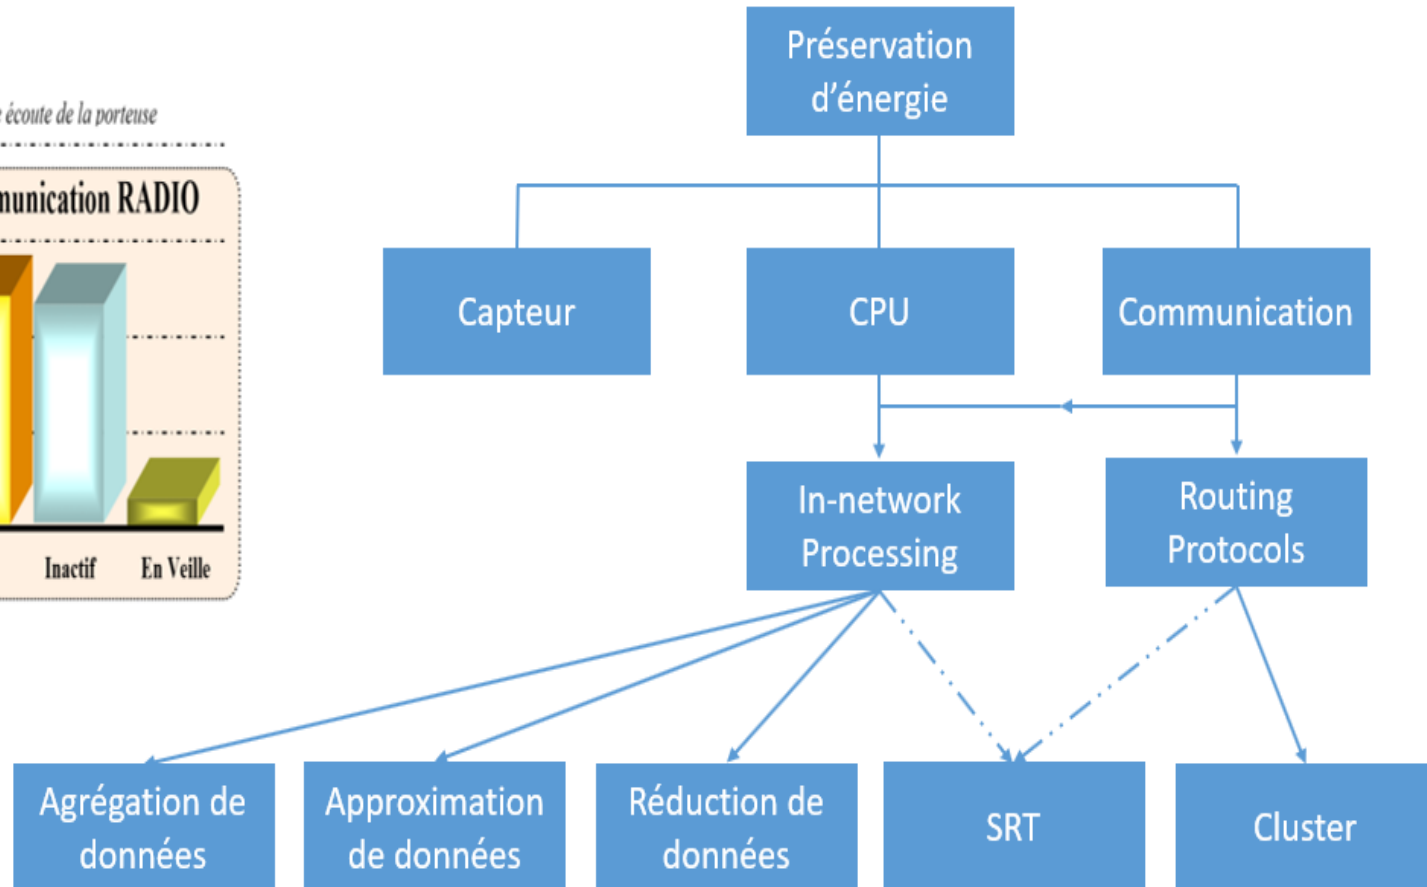 Préservation
d'énergie
écoute de la porteuse
RADIO
Inactif
En Veille
Capteur
CPU
Communication
In-network
Processing
Routing
Protocols
Agrégation de
données
Approximation
de données
Réduction de
données
SRT
Cluster